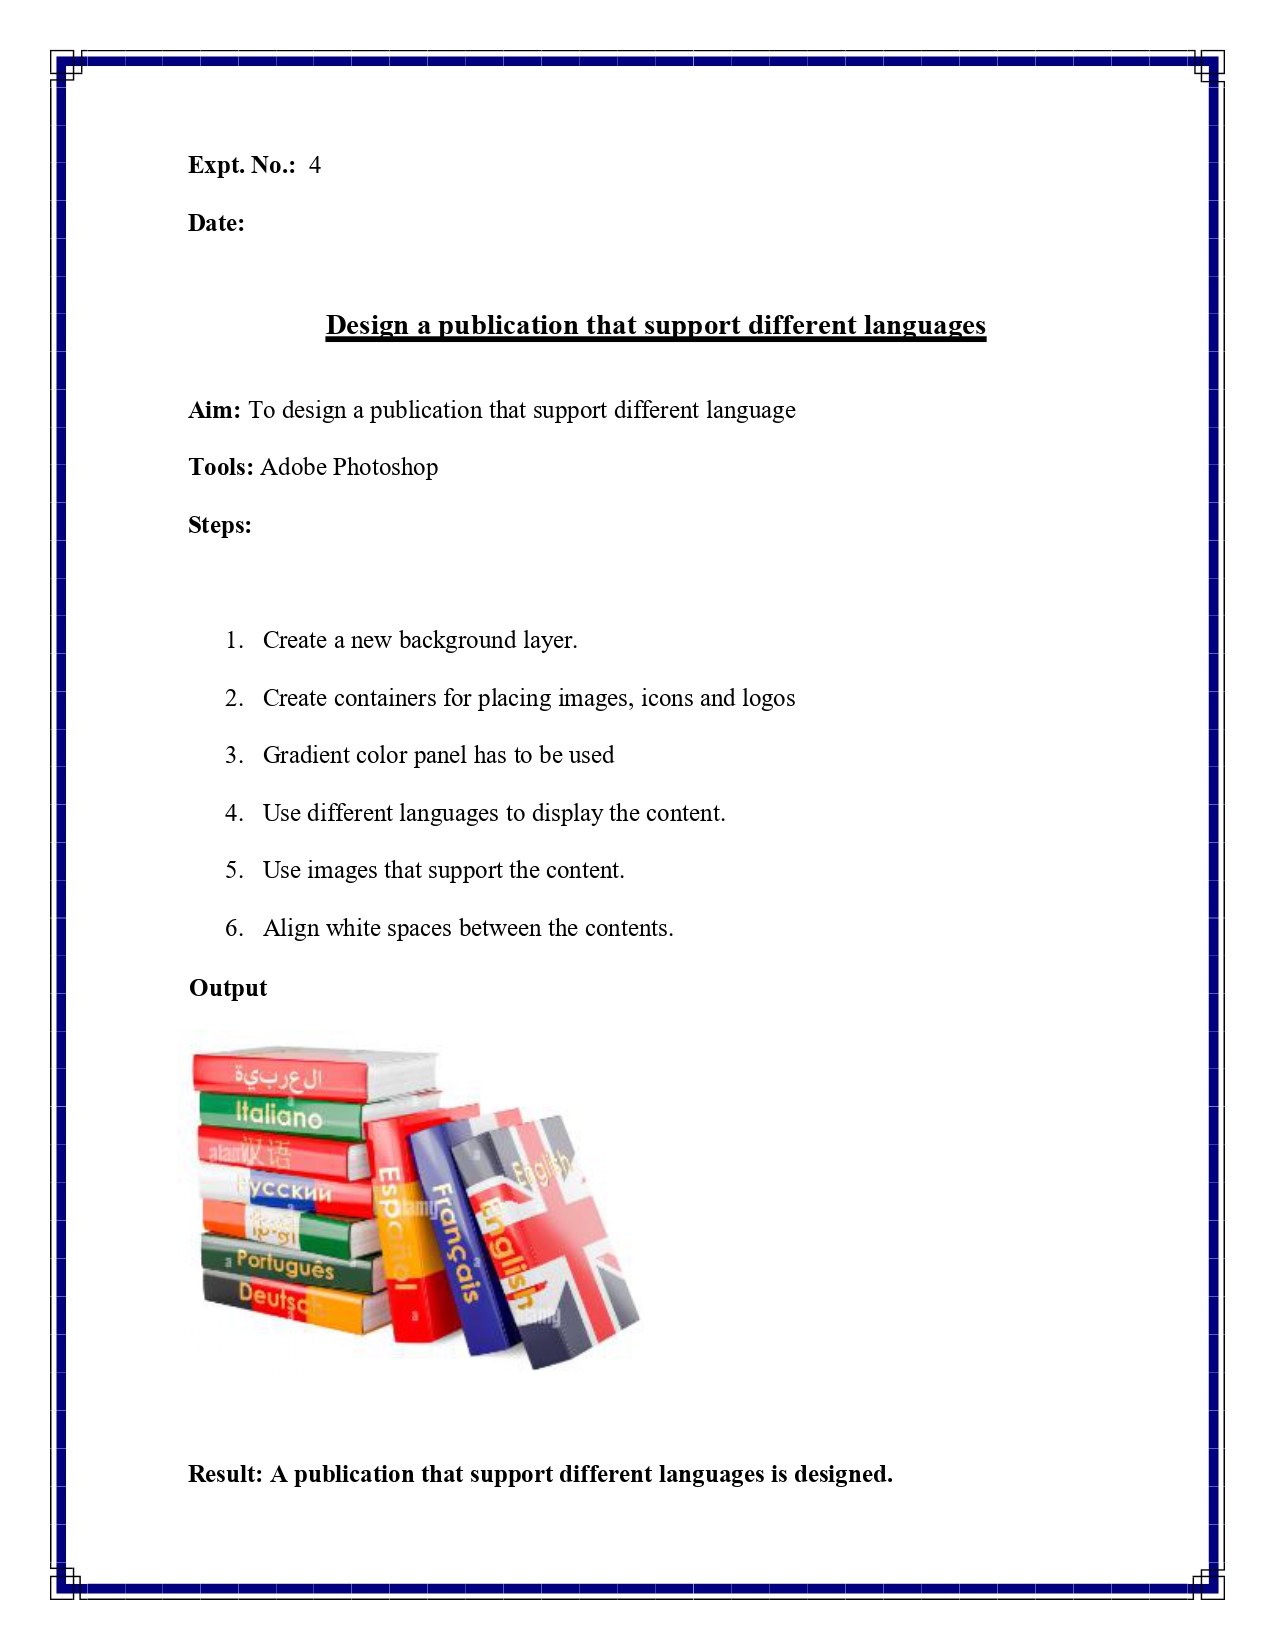 Expt. No.: 4
Date:
Design a publication that support different languages
Aim: To design a publication that support different language
Tools: Adobe Photoshop
Steps:
1. Create a new background layer.
2. Create containers for placing images, icons and logos
3. Gradient color panel has to be used
4. Use different languages to display the content.
5. Use images that support the content.
6. Align white spaces between the contents.
Output
العربية
Italiano
汉语
Русский
Português
Deutsch
Español
Français
English
English
alamy
alamy
alamy
Result: A publication that support different languages is designed.